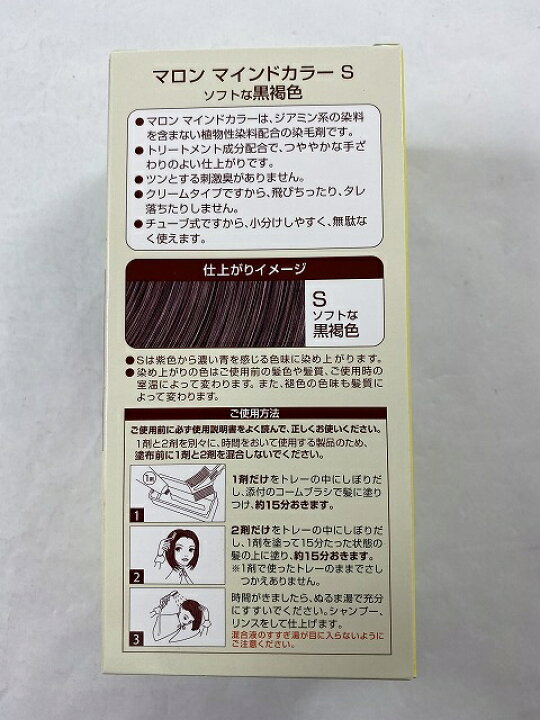 マロン マインドカラー S
ソフトな黒褐色
●マロン マインドカラーは、ジアミン系の染料
を含まない植物性染料配合の染毛剤です。
●トリートメント成分配合で、つややかな手ざ
わりのよい仕上がりです。
●ツンとする刺激臭がありません。
●クリームタイプですから、飛びちったり、タレ
落ちたりしません。
●チューブ式ですから、小分けしやすく、無駄な
く使えます。
仕上がりイメージ
S
ソフトな
黒褐色
●Sは紫色から濃い青を感じる色味に染め上がります。
●染め上がりの色はご使用前の髪色や髪質、ご使用時の
室温によって変わります。また、褪色の色味も髪質に
よって変わります。
ご使用方法
ご使用前に必ず使用説明書をよく読んで、正しくお使いください。
1剤と2剤を別々に、時間をおいて使用する製品のため、
塗布前に1剤と2剤を混合しないでください。
1剤
1
1剤だけをトレーの中にしぼりだ
し、添付のコームブラシで髪に塗り
つけ、約15分おきます。
2
2剤だけをトレーの中にしぼりだ
し、1剤を塗って15分たった状態の
髪の上に塗り、約15分おきます。
※1剤で使ったトレーのままでさし
つかえありません。
3
時間がきましたら、ぬるま湯で充分
にすすいでください。シャンプー、
リンスをして仕上げます。
混合液のすすぎ湯が目に入らないように
ご注意ください。